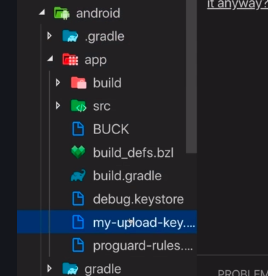 it anyway?
android
.gradle
app
build
src
BUCK
build_defs.bzl
build.gradle
debug.keystore
my-upload-key....
proguard-rules....
gradle
PROBLEM